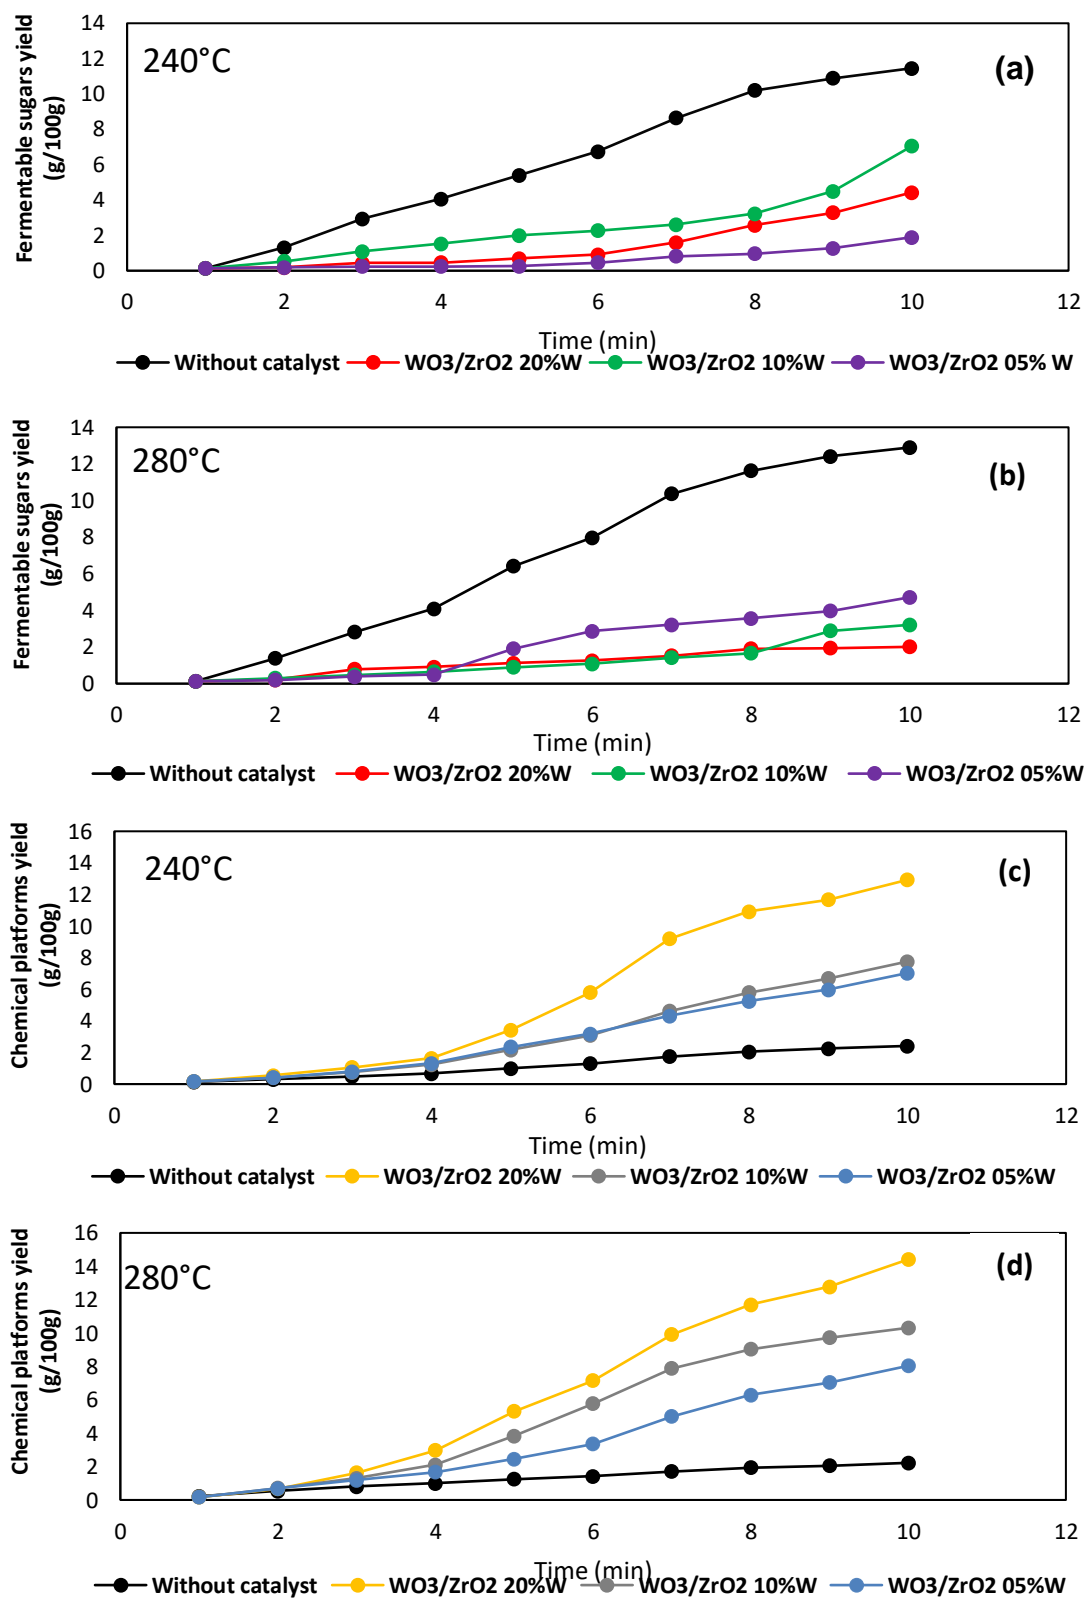 14
12
10
8
6
4
2
0
Fermentable sugars yield
(g/100g)
240°C
(a)
0 2 4 6 8 10 12
Time (min)
Without catalyst WO3/ZrO2 20%W WO3/ZrO2 10%W WO3/ZrO2 05% W
14
12
10
8
6
4
2
0
Fermentable sugars yield
(g/100g)
280°C
(b)
0 2 4 6 8 10 12
Time (min)
Without catalyst WO3/ZrO2 20%W WO3/ZrO2 10%W WO3/ZrO2 05%W
16
14
12
10
8
6
4
2
0
Chemical platforms yield
(g/100g)
240°C
(c)
0 2 4 6 8 10 12
Time (min)
Without catalyst WO3/ZrO2 20%W WO3/ZrO2 10%W WO3/ZrO2 05%W
16
14
12
10
8
6
4
2
0
Chemical platforms yield
(g/100g)
280°C
(d)
0 2 4 6 8 10 12
Time (min)
Without catalyst WO3/ZrO2 20%W WO3/ZrO2 10%W WO3/ZrO2 05%W